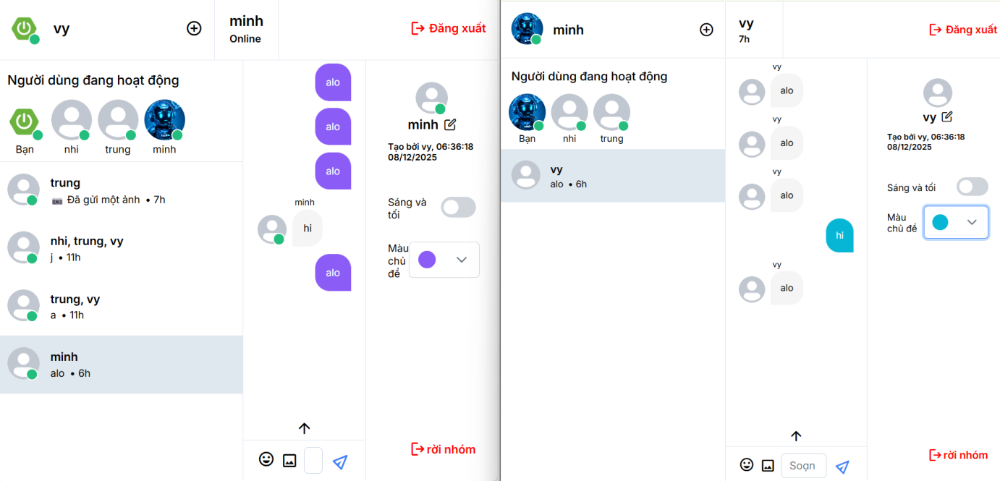 vy
minh
Online
Đăng xuất
Người dùng đang hoạt động
Bạn
nhi
trung
minh
trung
Đã gửi một ảnh • 7h
nhi, trung, vy
j • 11h
trung, vy
a • 11h
minh
alo • 6h
alo
alo
alo
minh
hi
alo
minh
Tạo bởi vy, 06:36:18
08/12/2025
Sáng và
tối
Màu
chủ
đề
rời nhóm
minh
vy
7h
Đăng xuất
Người dùng đang hoạt động
Bạn
nhi
trung
vy
alo • 6h
vy
alo
vy
alo
vy
alo
hi
vy
alo
Soạn
vy
Tạo bởi vy, 06:36:18
08/12/2025
Sáng và tối
Màu
chủ đề
rời nhóm